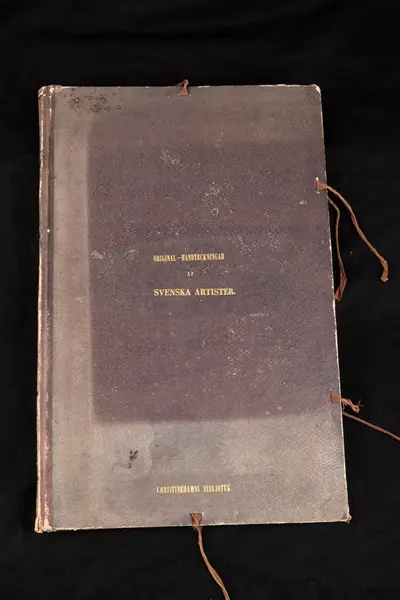 ORIGINAL-HANDTECKNINGAR
AF
SVENSKA ARTISTER.
CHRISTINEHAMNS BIBLIOTEK